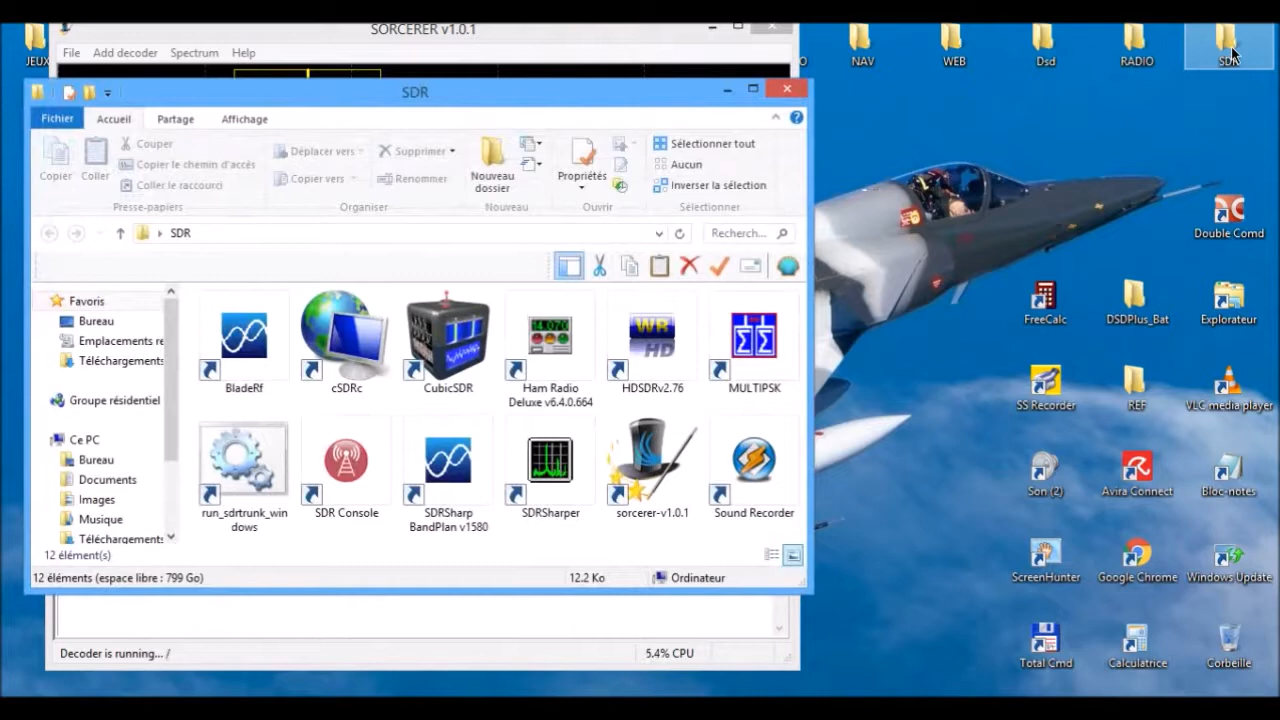 SORCERER v1.0.1
File Add decoder Spectrum Help
JEUX
NAV
WEB
Dsd
RADIO
SDR
SDR
Fichier Accueil Partage Affichage
Copier
Coller
Couper
Copier le chemin d'accès
Coller le raccourci
Presse-papiers
Déplacer vers
Copier vers
Supprimer
Renommer
Organiser
Nouveau
dossier
Nouveau
Propriétés
Ouvrir
Sélectionner tout
Aucun
Inverser la sélection
Sélectionner
SDR
Recherch...
Favoris
Bureau
Emplacements re
Téléchargements
Groupe résidentiel
Ce PC
Bureau
Documents
Images
Musique
Téléchargements
BladeRf
cSDRc
CubicSDR
14.070
Ham Radio
Deluxe v6.4.0.664
WR
HD
HDSDRv2.76
Σ Σ
MULTIPSK
run_sdrtrunk_win
dows
SDR Console
SDRSharp
BandPlan v1580
SDRSharper
sorcerer-v1.0.1
Sound Recorder
12 élément(s)
12 éléments (espace libre : 799 Go)
12.2 Ko
Ordinateur
Decoder is running... /
5.4% CPU
Double Comd
FreeCalc
DSDPlus_Bat
Explorateur
SS Recorder
REF
VLC media player
Son (2)
Avira Connect
Bloc-notes
ScreenHunter
Google Chrome
Windows Update
Total Cmd
Calculatrice
Corbeille